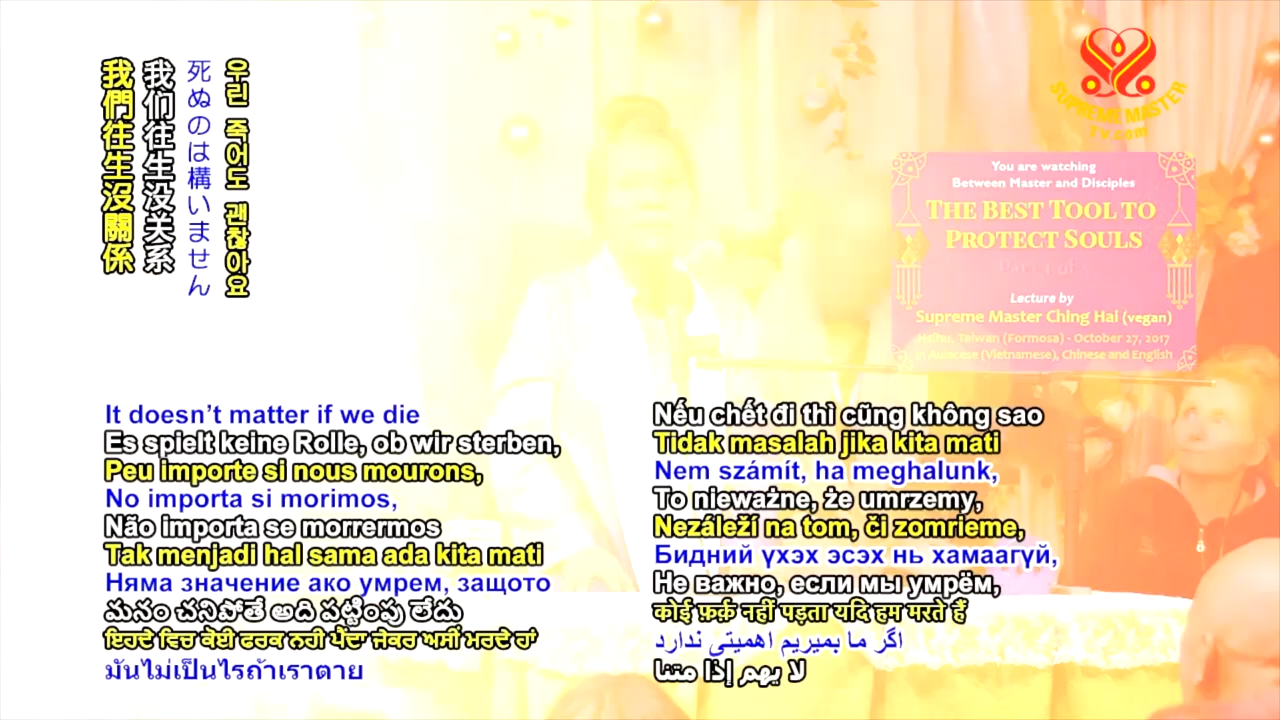 我們往生沒關係
我们往生没关系
死ぬのは構いません
우린 죽어도 괜찮아요
SUPREME MASTER
TV.com
You are watching
Between Master and Disciples
THE BEST TOOL TO
PROTECT SOULS
Lecture by
Supreme Master Ching Hai (vegan)
Hsihu, Taiwan (Formosa) - October 27, 2017
in Aulacese (Vietnamese), Chinese and English
It doesn’t matter if we die
Es spielt keine Rolle, ob wir sterben,
Peu importe si nous mourons,
No importa si morimos,
Não importa se morrermos
Tak menjadi hal sama ada kita mati
Няма значение ако умрем, защото
మనం చనిపోతే అది పట్టింపు లేదు
ਇਹਦੇ ਵਿਚ ਕੋਈ ਫਰਕ ਨਹੀ ਪੈਂਦਾ ਜੇਕਰ ਅਸੀਂ ਮਰਦੇ ਹਾਂ
มันไม่เป็นไรถ้าเราตาย
Nếu chết đi thì cũng không sao
Tidak masalah jika kita mati
Nem számít, ha meghalunk,
To nieważne, że umrzemy,
Nezáleží na tom, či zomrieme,
Бидний үхэх эсэх нь хамаагүй,
Не важно, если мы умрём,
कोई फ़र्क़ नहीं पड़ता यदि हम मरते हैं
اگر ما بمیریم اهمیتی ندارد
لا يهم إذا متنا